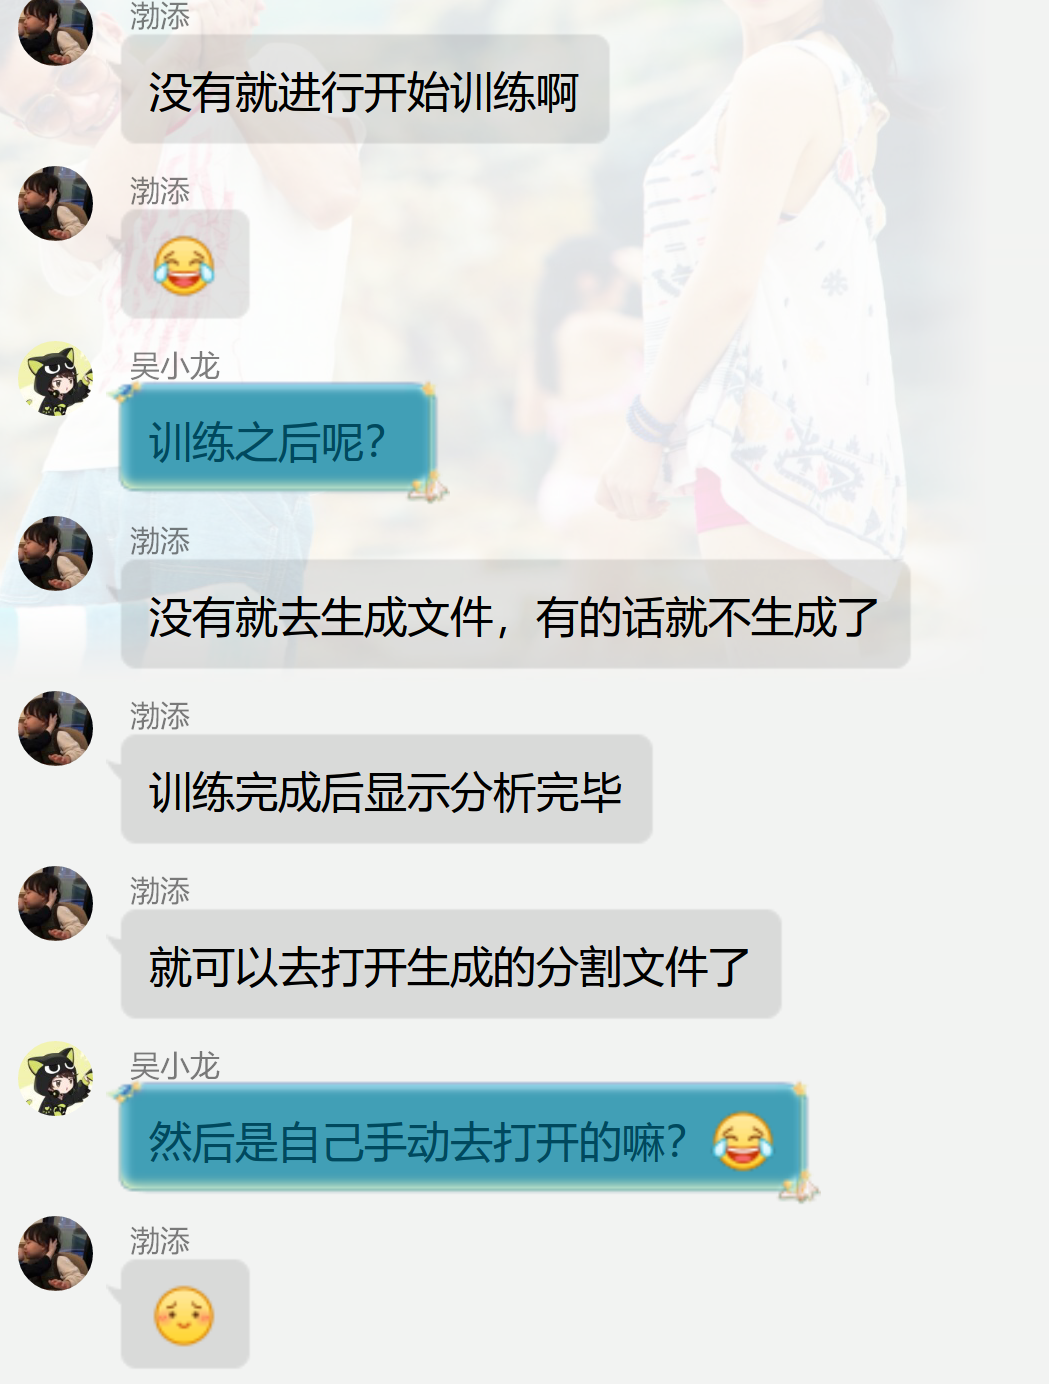 渤添
没有就进行开始训练啊
渤添
吴小龙
训练之后呢？
渤添
没有就去生成文件，有的话就不生成了
渤添
训练完成后显示分析完毕
渤添
就可以去打开生成的分割文件了
吴小龙
然后是自己手动去打开的嘛？
渤添